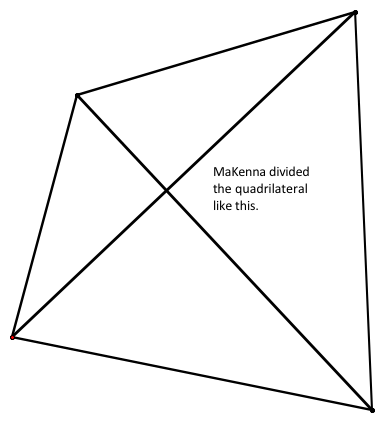 MaKenna divided
the quadrilateral
like this.